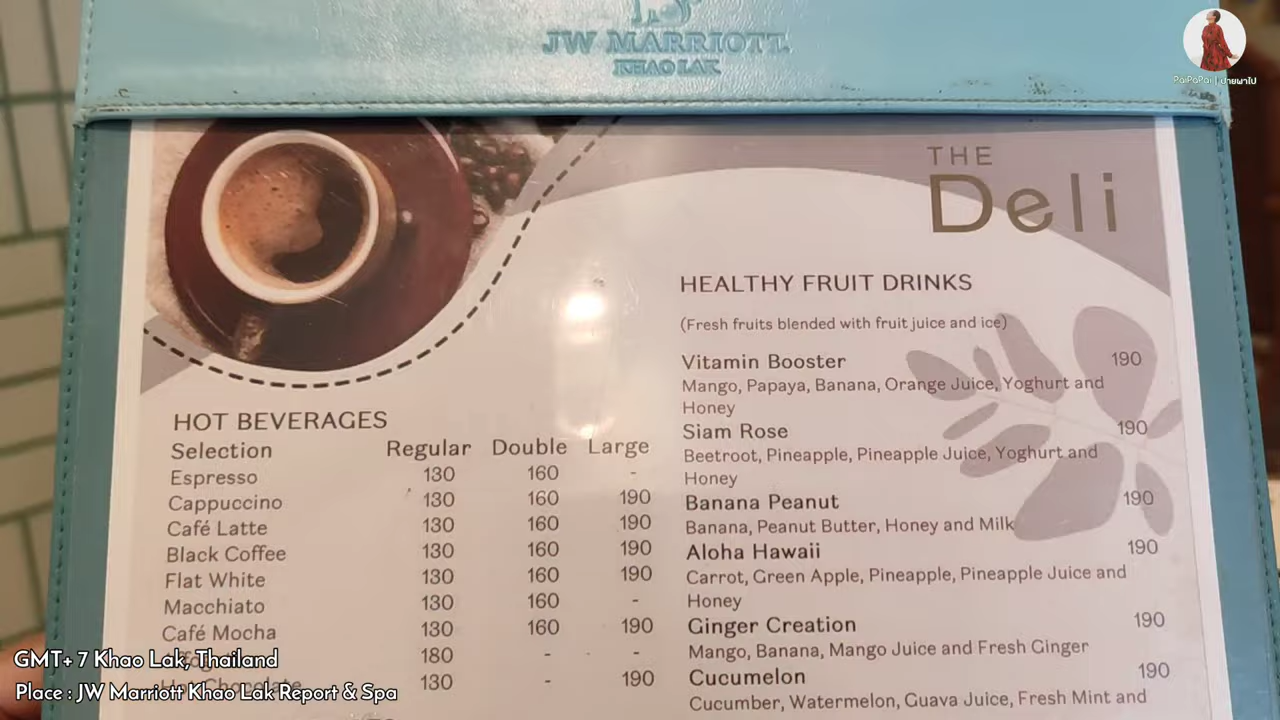 JW MARRIOTT
KHAO LAK
PaiPaPai | ปายพาไป
THE
Deli
HOT BEVERAGES
Selection Regular Double Large
Espresso 130 160 -
Cappuccino 130 160 190
Café Latte 130 160 190
Black Coffee 130 160 190
Flat White 130 160 190
Macchiato 130 160 -
Café Mocha 130 160 190
180 - -
Hot Chocolate 130 - 190
HEALTHY FRUIT DRINKS
(Fresh fruits blended with fruit juice and ice)
Vitamin Booster 190
Mango, Papaya, Banana, Orange Juice, Yoghurt and
Honey
Siam Rose 190
Beetroot, Pineapple, Pineapple Juice, Yoghurt and
Honey
Banana Peanut 190
Banana, Peanut Butter, Honey and Milk
Aloha Hawaii 190
Carrot, Green Apple, Pineapple, Pineapple Juice and
Honey
Ginger Creation 190
Mango, Banana, Mango Juice and Fresh Ginger
Cucumelon 190
Cucumber, Watermelon, Guava Juice, Fresh Mint and
GMT+ 7 Khao Lak, Thailand
Place : JW Marriott Khao Lak Report & Spa